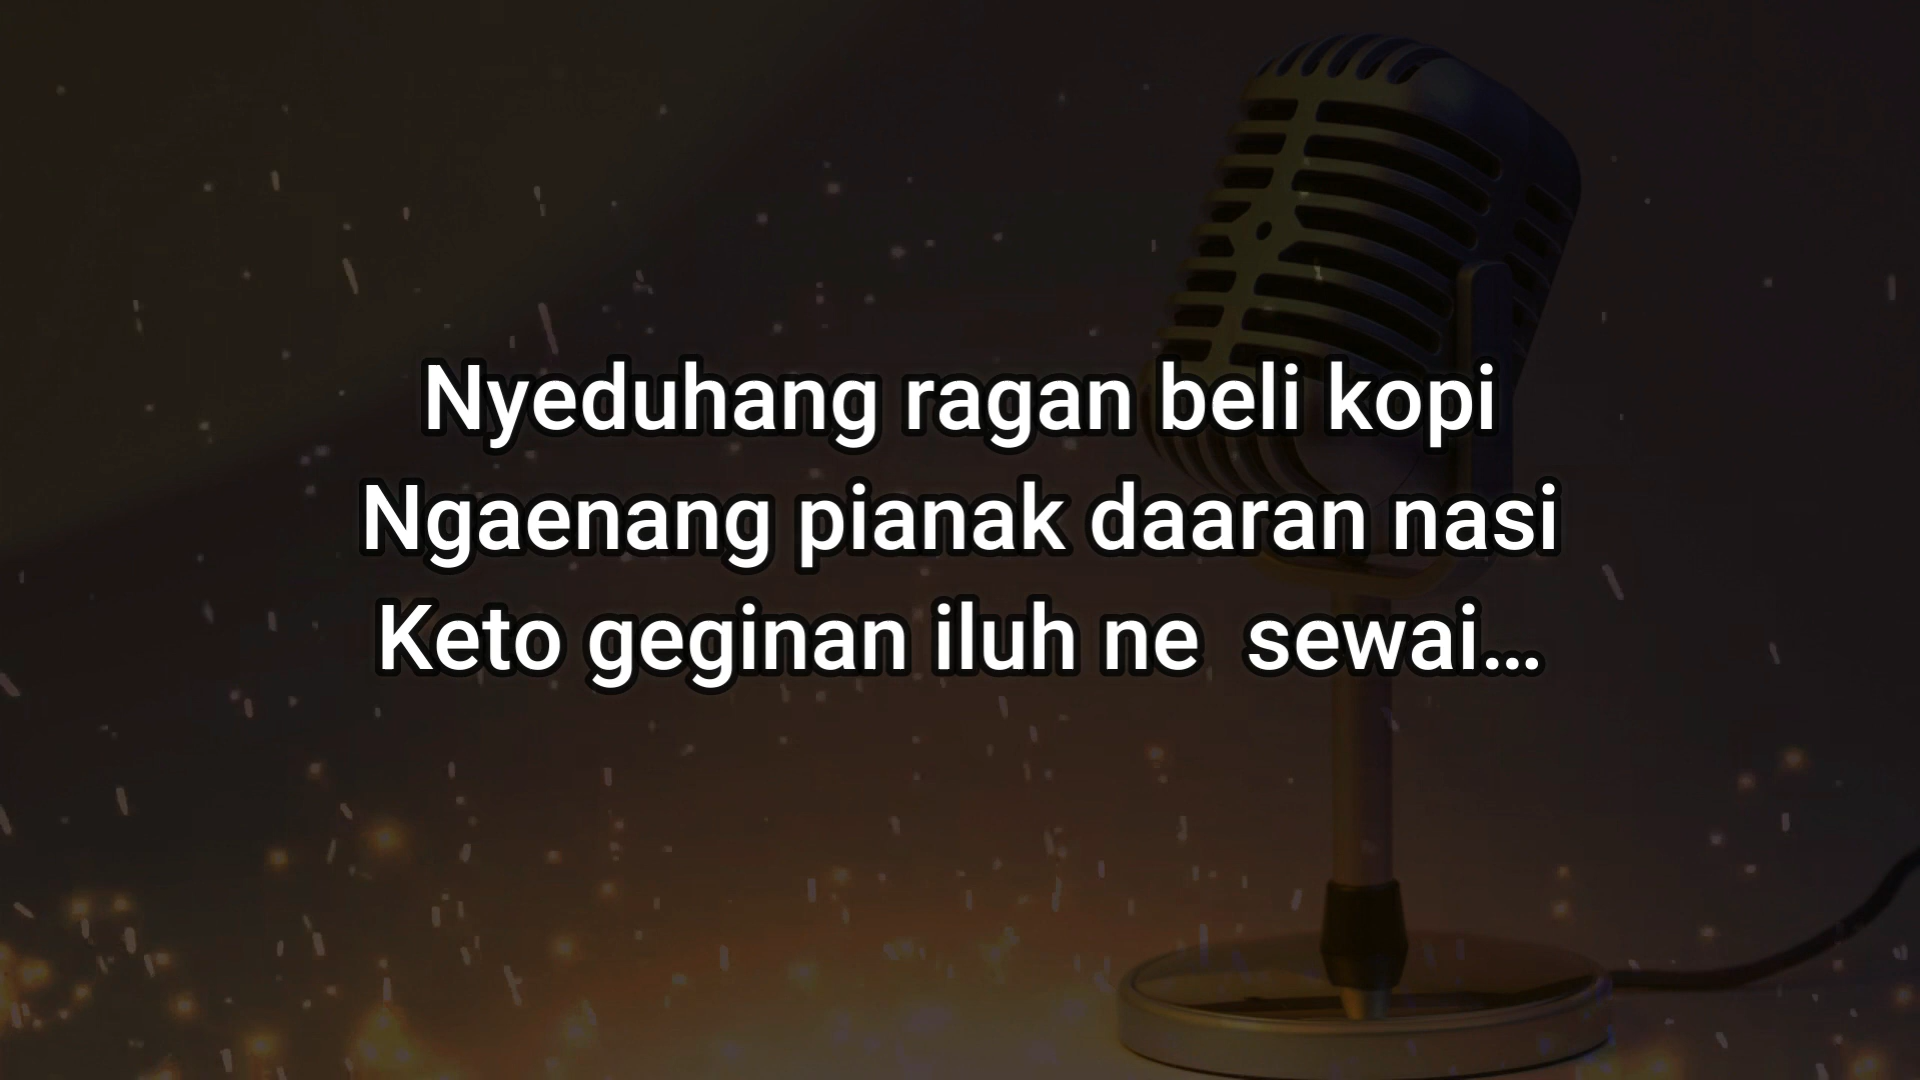 Nyeduhang ragan beli kopi
Ngaenang pianak daaran nasi
Keto geginan iluh ne  sewai...